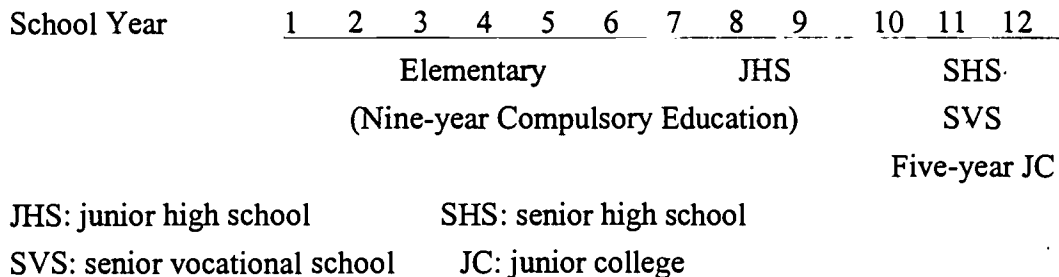 School Year 1 2 3 4 5 6 7 8 9 10 11 12
Elementary JHS SHS
(Nine-year Compulsory Education) SVS
Five-year JC
JHS: junior high school SHS: senior high school
SVS: senior vocational school JC: junior college